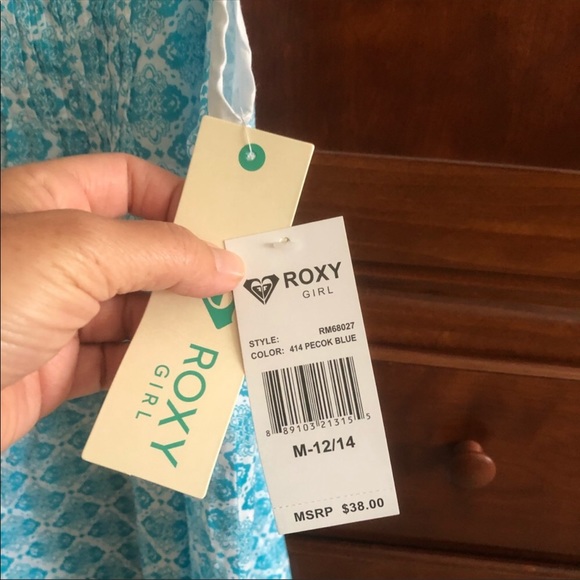 ROXY
GIRL
ROXY
GIRL
STYLE: RM68027
COLOR: 414 PECOK BLUE
8 89103 21315 5
M-12/14
MSRP $38.00